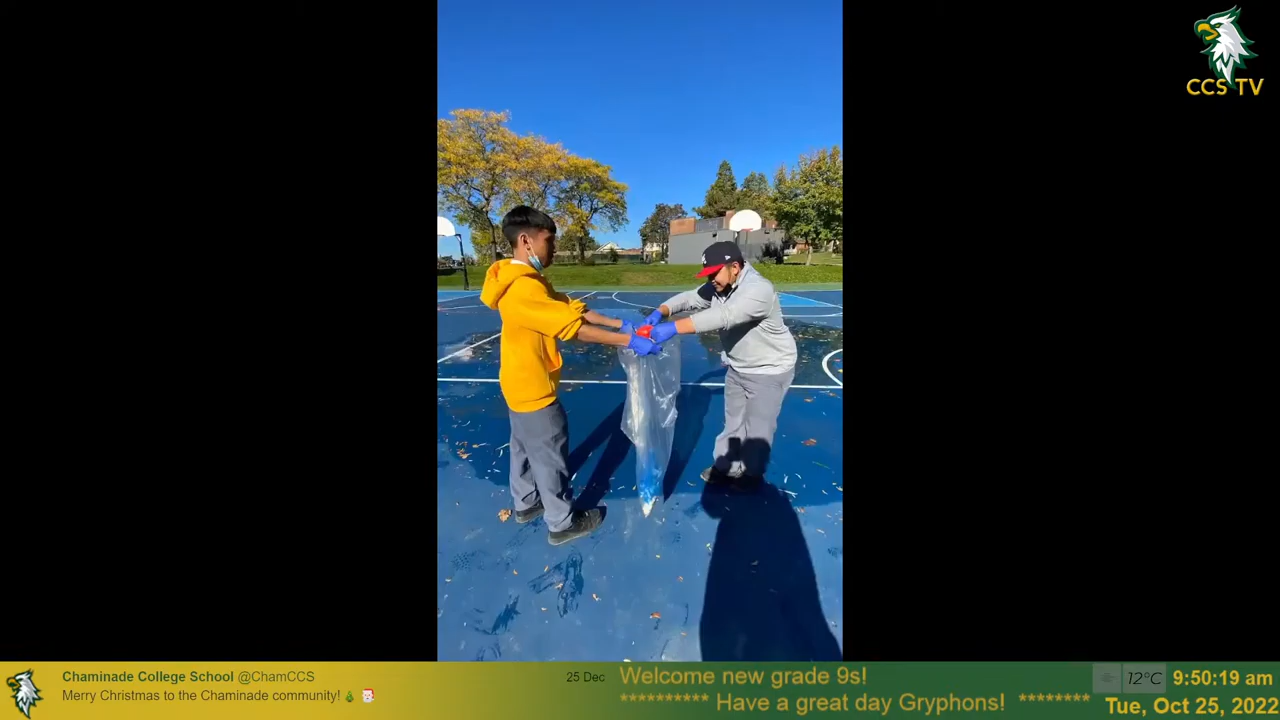 CCS TV
Chaminade College School @ChamCCS
25 Dec
Merry Christmas to the Chaminade community!🎄🎅
Welcome new grade 9s!
********** Have a great day Gryphons! ********
12°C
9:50:19 am
Tue, Oct 25, 2022